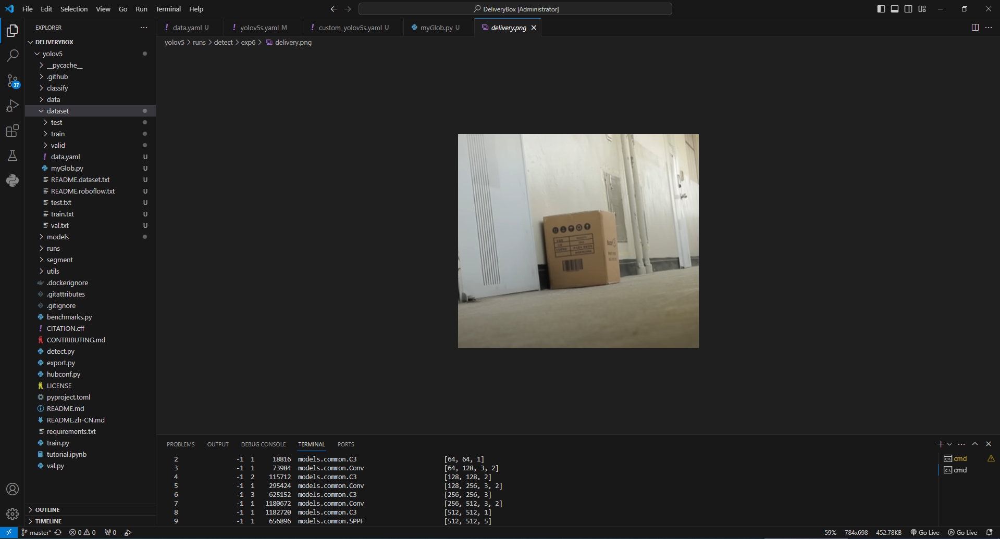 File Edit Selection View Go Run Terminal Help
DeliveryBox [Administrator]
EXPLORER
DELIVERYBOX
yolov5
__pycache__
.github
classify
data
dataset
test
train
valid
data.yaml U
myGlob.py U
README.dataset.txt U
README.roboflow.txt U
test.txt U
train.txt U
val.txt U
models
runs
segment
utils
.dockerignore
.gitattributes
.gitignore
benchmarks.py
CITATION.cff
CONTRIBUTING.md
detect.py
export.py
hubconf.py
LICENSE
pyproject.toml
README.md
README.zh-CN.md
requirements.txt
train.py
tutorial.ipynb
val.py
OUTLINE
TIMELINE
37
data.yaml U yolov5s.yaml M custom_yolov5s.yaml U myGlob.py U delivery.png
yolov5 > runs > detect > exp6 > delivery.png
PROBLEMS OUTPUT DEBUG CONSOLE TERMINAL PORTS
2 -1 1 18816 models.common.C3 [64, 64, 1]
3 -1 1 73984 models.common.Conv [64, 128, 3, 2]
4 -1 2 115712 models.common.C3 [128, 128, 2]
5 -1 1 295424 models.common.Conv [128, 256, 3, 2]
6 -1 3 625152 models.common.C3 [256, 256, 3]
7 -1 1 1180672 models.common.Conv [256, 512, 3, 2]
8 -1 1 1182720 models.common.C3 [512, 512, 1]
9 -1 1 656896 models.common.SPPF [512, 512, 5]
cmd
cmd
master* 0 0 0 59% 784x698 452.78KB Go Live Go Live